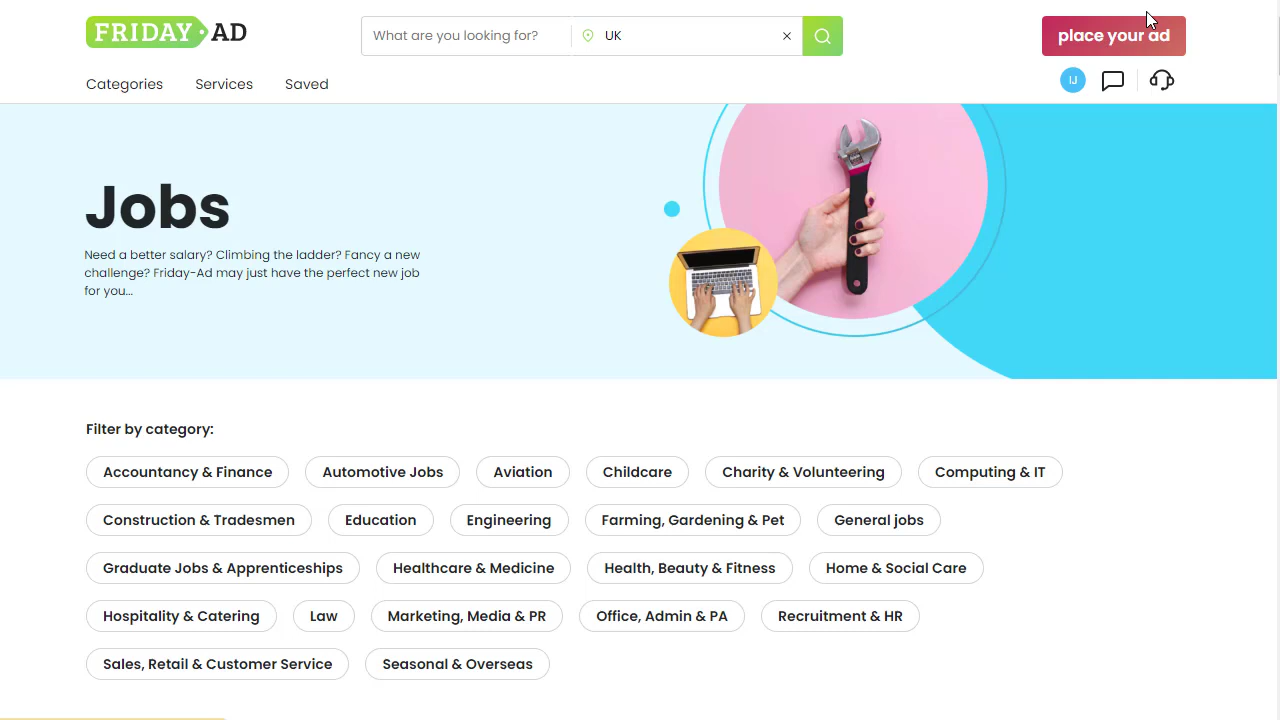 FRIDAY AD
What are you looking for?
UK
place your ad
Categories
Services
Saved
IJ
Jobs
Need a better salary? Climbing the ladder? Fancy a new
challenge? Friday-Ad may just have the perfect new job
for you...
Filter by category:
Accountancy & Finance
Automotive Jobs
Aviation
Childcare
Charity & Volunteering
Computing & IT
Construction & Tradesmen
Education
Engineering
Farming, Gardening & Pet
General jobs
Graduate Jobs & Apprenticeships
Healthcare & Medicine
Health, Beauty & Fitness
Home & Social Care
Hospitality & Catering
Law
Marketing, Media & PR
Office, Admin & PA
Recruitment & HR
Sales, Retail & Customer Service
Seasonal & Overseas